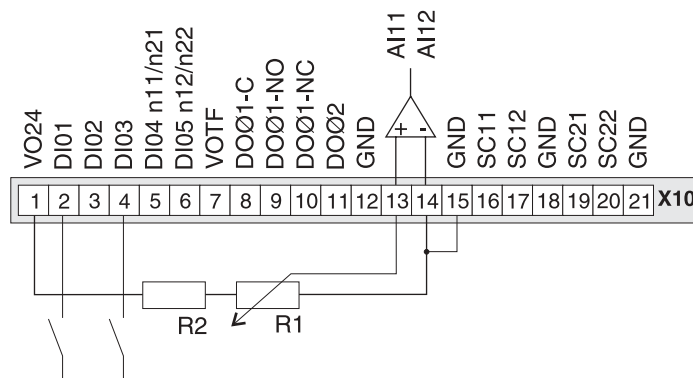 AI11
AI12
VO24
DI01
DI02
DI03
DI04 n11/n21
DI05 n12/n22
VOTF
DOØ1-C
DOØ1-NO
DOØ1-NC
DOØ2
GND
+
-
GND
SC11
SC12
GND
SC21
SC22
GND
1 2 3 4 5 6 7 8 9 10 11 12 13 14 15 16 17 18 19 20 21 X10
R2 R1